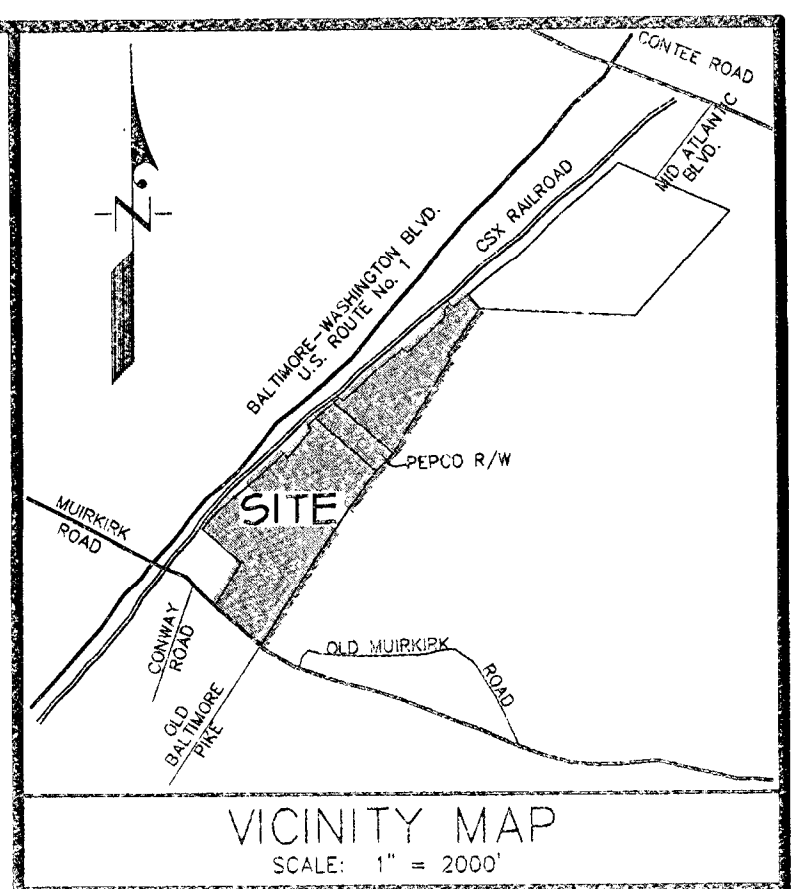 CONTEE ROAD
MID ATLANTIC
BLVD.
CSX RAILROAD
BALTIMORE-WASHINGTON BLVD.
U.S. ROUTE No. 1
N
PEPCO R/W
SITE
MUIRKIRK
ROAD
CONWAY
ROAD
OLD MUIRKIRK
ROAD
OLD
BALTIMORE
PIKE
VICINITY MAP
SCALE: 1" = 2000'